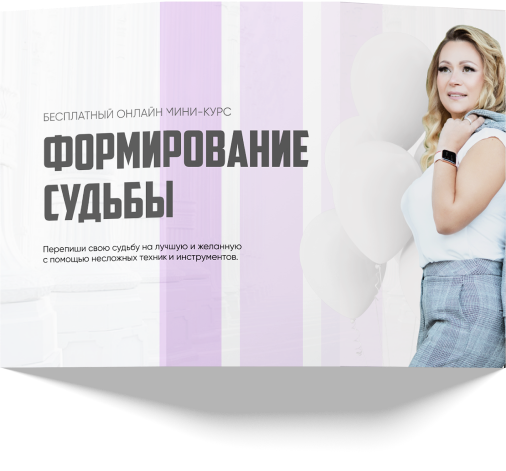 БЕСПЛАТНЫЙ ОНЛАЙН МИНИ-КУРС
ФОРМИРОВАНИЕ
СУДЬБЫ
Перепиши свою судьбу на лучшую и желанную
с помощью несложных техник и инструментов.